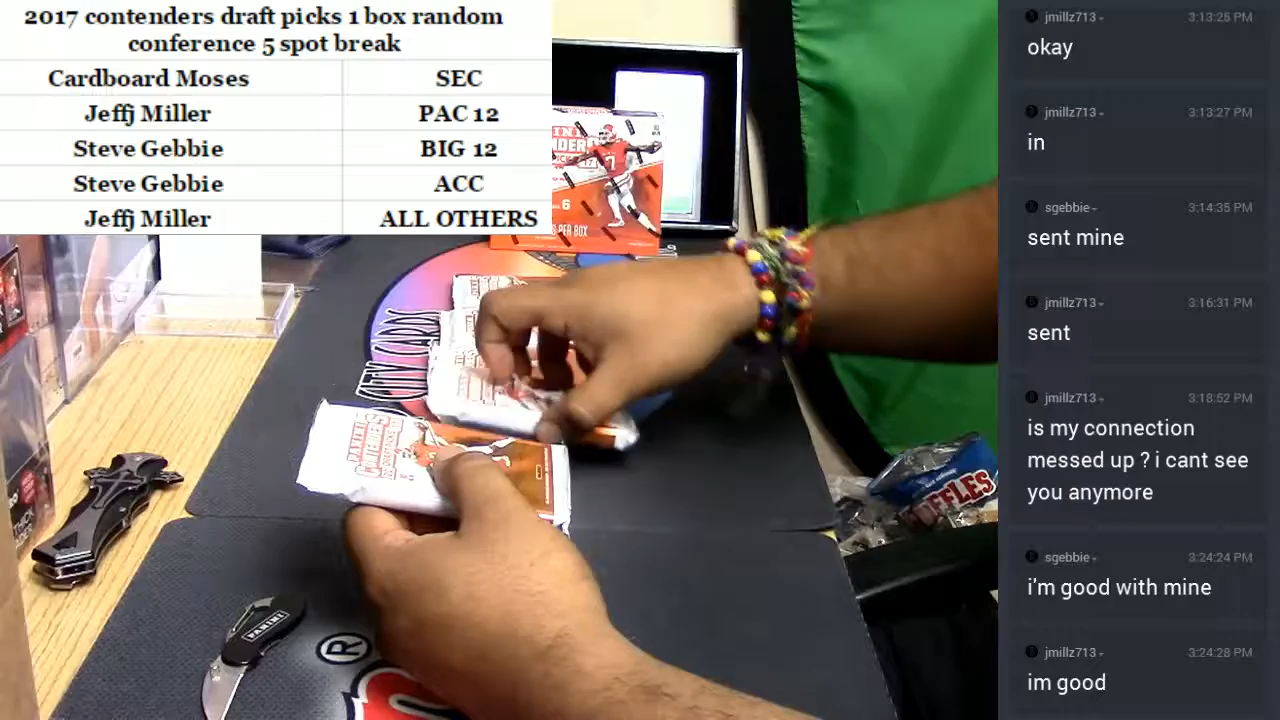 2017 contenders draft picks 1 box random
conference 5 spot break
Cardboard Moses SEC
Jeffj Miller PAC 12
Steve Gebbie BIG 12
Steve Gebbie ACC
Jeffj Miller ALL OTHERS
jmillz713 3:13:25 PM
okay
jmillz713 3:13:27 PM
in
sgebbie 3:14:35 PM
sent mine
jmillz713 3:16:31 PM
sent
jmillz713 3:18:52 PM
is my connection
messed up ? i cant see
you anymore
sgebbie 3:24:24 PM
i'm good with mine
jmillz713 3:24:28 PM
im good
PER BOX
CITY CARDS
PANINI
CONTENDERS
PANINI
®